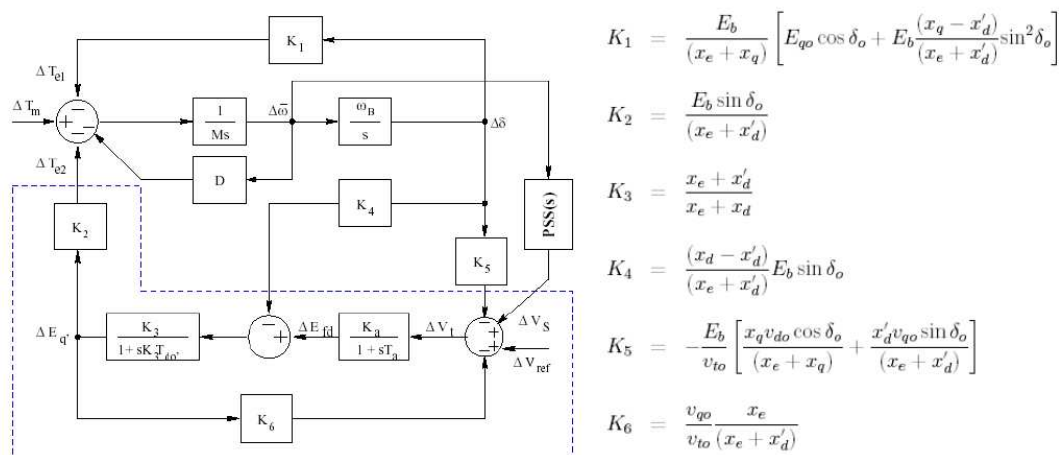 K1
ΔTe1
ΔTm
+
−
−
−
1
Ms
Δω̄
ωB
s
Δδ
ΔTe2
D
K4
PSS(s)
K2
K5
ΔEq'
K3
1+sK3Tdo'
−
+
ΔEfd
Ka
1+sTa
ΔVt
−
−
+
+
ΔVS
ΔVref
K6
K1 = Eb/(xe + xq) [Eqo cos δo + Eb (xq − x'd)/(xe + x'd) sin²δo]
K2 = Eb sin δo/(xe + x'd)
K3 = (xe + x'd)/(xe + xd)
K4 = (xd − x'd)/(xe + x'd) Eb sin δo
K5 = −Eb/vto [xq vdo cos δo/(xe + xq) + x'd vqo sin δo/(xe + x'd)]
K6 = vqo/vto xe/(xe + x'd)